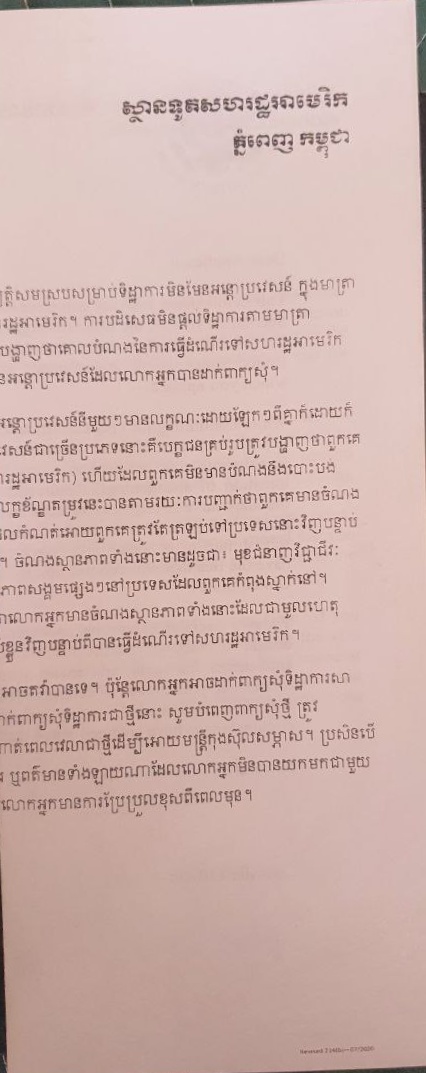 ស្ថានទូតសហរដ្ឋអាមេរិក
ភ្នំពេញ កម្ពុជា
ត្តិសមស្របសម្រាប់ទិដ្ឋាការមិនមែនអន្តោប្រវេសន៍ ក្នុងមាត្រា
រដ្ឋអាមេរិក។ ការបដិសេធមិនផ្តល់ទិដ្ឋាការតាមមាត្រា
បង្ហាញថាគោលបំណងនៃការធ្វើដំណើរទៅសហរដ្ឋអាមេរិក
នអន្តោប្រវេសន៍ដែលលោកអ្នកបានដាក់ពាក្យសុំ។
អន្តោប្រវេសន៍នីមួយៗមានលក្ខណៈដោយឡែកៗពីគ្នាក៏ដោយក៏
វេសន៍ជាច្រើនប្រភេទនោះគឺបេក្ខជនគ្រប់រូបត្រូវបង្ហាញថាពួកគេ
រដ្ឋអាមេរិក) ហើយដែលពួកគេមិនមានបំណងនឹងបោះបង
លក្ខខ័ណ្ឌតម្រូវនេះបានតាមរយៈការបញ្ជាក់ថាពួកគេមានចំណង
លកំណត់អោយពួកគេត្រូវតែត្រឡប់ទៅប្រទេសនោះវិញបន្ទាប់
។ ចំណងស្ថានភាពទាំងនោះមានដូចជា៖ មុខជំនាញវិជ្ជាជីវៈ
ភាពសង្គមផ្សេងៗនៅប្រទេសដែលពួកគេកំពុងស្នាក់នៅ។
លោកអ្នកមានចំណងស្ថានភាពទាំងនោះដែលជាមូលហេតុ
ខ្លួនវិញបន្ទាប់ពីបានធ្វើដំណើរទៅសហរដ្ឋអាមេរិក។
អាចតវ៉ាបានទេ។ ប៉ុន្តែលោកអ្នកអាចដាក់ពាក្យសុំទិដ្ឋាការសា
ក់ពាក្យសុំទិដ្ឋាការជាថ្មីនោះ សូមបំពេញពាក្យសុំថ្មី ត្រូវ
ាត់ពេលវេលាជាថ្មីដើម្បីអោយមន្ត្រីកុងស៊ុលសម្ភាស។ ប្រសិនបើ
រ ឬពត៌មានទាំងឡាយណាដែលលោកអ្នកមិនបានយកមកជាមួយ
លោកអ្នកមានការប្រែប្រួលខុសពីពេលមុន។
07/2020